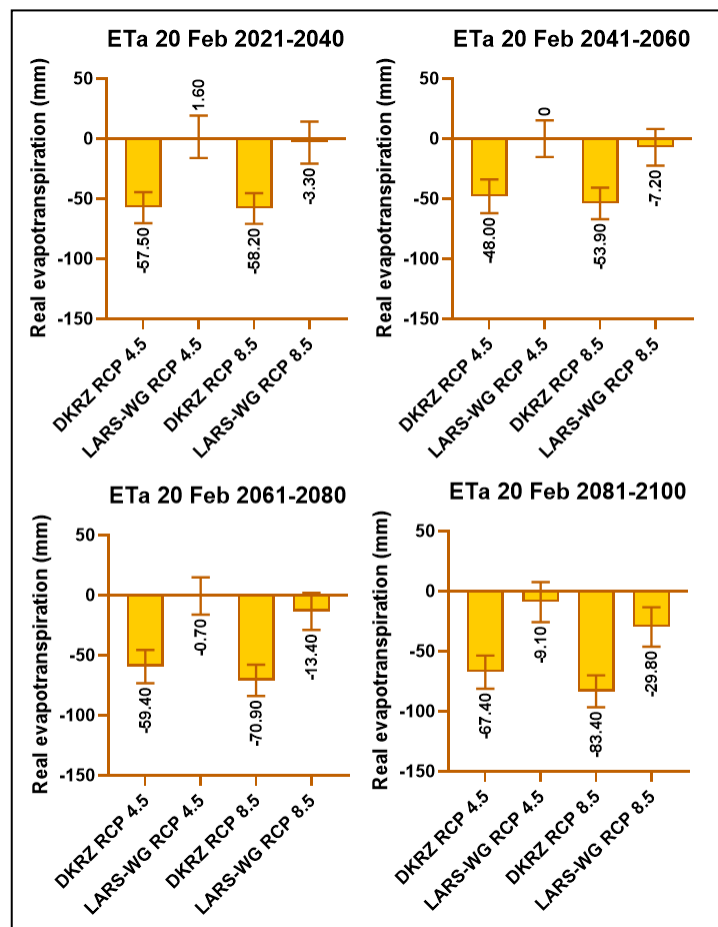 ETa 20 Feb 2021-2040
Real evapotranspiration (mm)
50
0
-50
-100
-150
-57.50
1.60
-58.20
-3.30
DKRZ RCP 4.5
LARS-WG RCP 4.5
DKRZ RCP 8.5
LARS-WG RCP 8.5
ETa 20 Feb 2041-2060
Real evapotranspiration (mm)
50
0
-50
-100
-150
-48.00
0
-53.90
-7.20
DKRZ RCP 4.5
LARS-WG RCP 4.5
DKRZ RCP 8.5
LARS-WG RCP 8.5
ETa 20 Feb 2061-2080
Real evapotranspiration (mm)
50
0
-50
-100
-150
-59.40
-0.70
-70.90
-13.40
DKRZ RCP 4.5
LARS-WG RCP 4.5
DKRZ RCP 8.5
LARS-WG RCP 8.5
ETa 20 Feb 2081-2100
Real evapotranspiration (mm)
50
0
-50
-100
-150
-67.40
-9.10
-83.40
-29.80
DKRZ RCP 4.5
LARS-WG RCP 4.5
DKRZ RCP 8.5
LARS-WG RCP 8.5